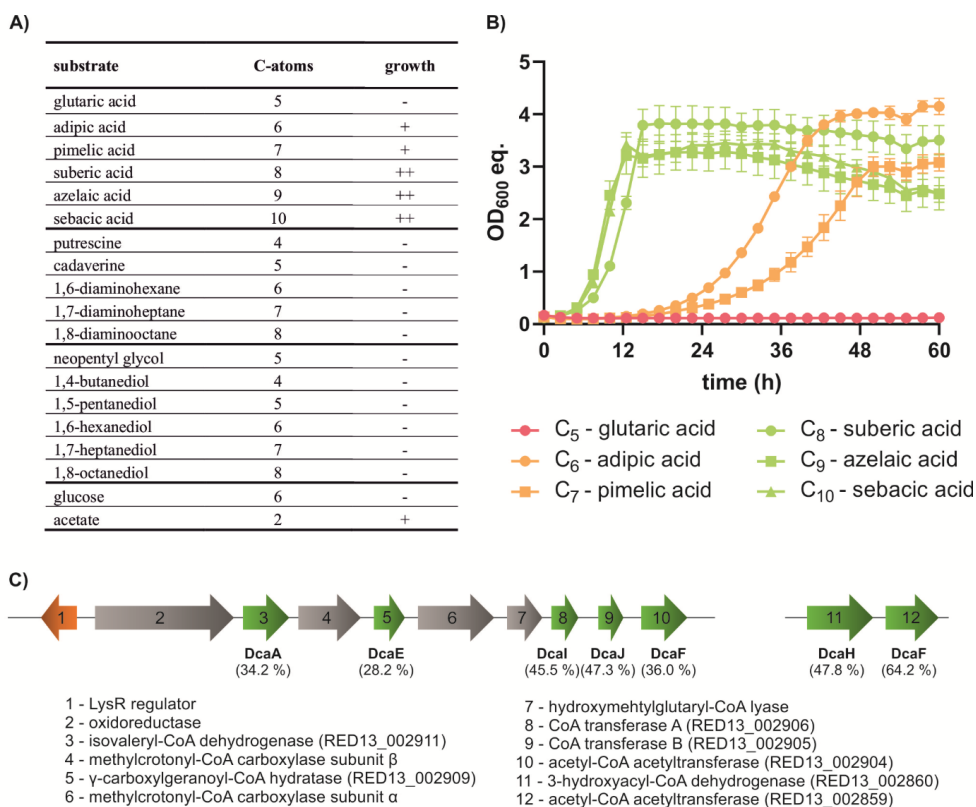 A)
substrate C-atoms growth
glutaric acid 5 -
adipic acid 6 +
pimelic acid 7 +
suberic acid 8 ++
azelaic acid 9 ++
sebacic acid 10 ++
putrescine 4 -
cadaverine 5 -
1,6-diaminohexane 6 -
1,7-diaminoheptane 7 -
1,8-diaminooctane 8 -
neopentyl glycol 5 -
1,4-butanediol 4 -
1,5-pentanediol 5 -
1,6-hexanediol 6 -
1,7-heptanediol 7 -
1,8-octanediol 8 -
glucose 6 -
acetate 2 +
B)
OD600 eq.
5
4
3
2
1
0
0 12 24 36 48 60
time (h)
C5 - glutaric acid
C6 - adipic acid
C7 - pimelic acid
C8 - suberic acid
C9 - azelaic acid
C10 - sebacic acid
C)
1 2 3 4 5 6 7 8 9 10 11 12
DcaA DcaE DcaI DcaJ DcaF DcaH DcaF
(34.2 %) (28.2 %) (45.5 %) (47.3 %) (36.0 %) (47.8 %) (64.2 %)
1 - LysR regulator
2 - oxidoreductase
3 - isovaleryl-CoA dehydrogenase (RED13_002911)
4 - methylcrotonyl-CoA carboxylase subunit β
5 - γ-carboxylgeranoyl-CoA hydratase (RED13_002909)
6 - methylcrotonyl-CoA carboxylase subunit α
7 - hydroxymehtylglutaryl-CoA lyase
8 - CoA transferase A (RED13_002906)
9 - CoA transferase B (RED13_002905)
10 - acetyl-CoA acetyltransferase (RED13_002904)
11 - 3-hydroxyacyl-CoA dehydrogenase (RED13_002860)
12 - acetyl-CoA acetyltransferase (RED13_002859)